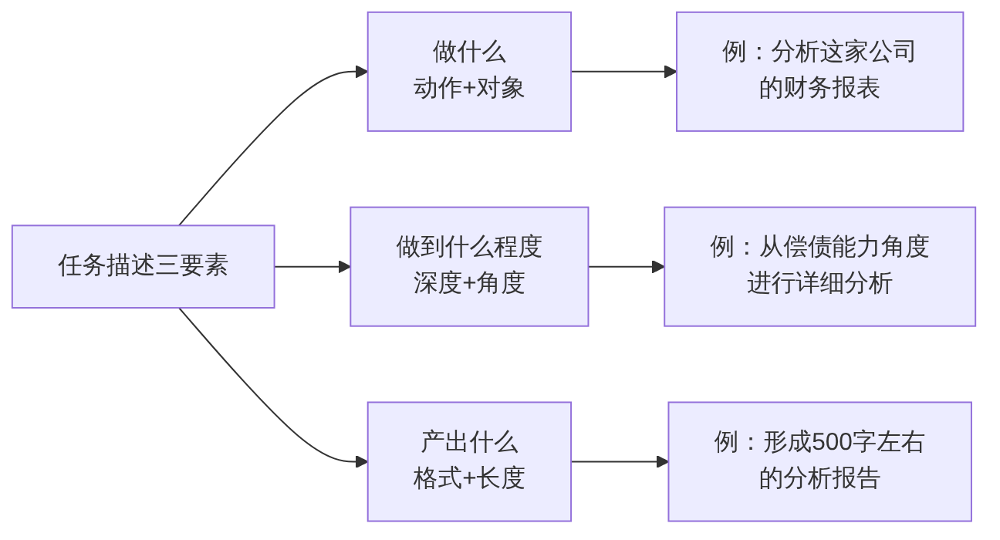 做什么
动作+对象
例：分析这家公司
的财务报表
任务描述三要素
做到什么程度
深度+角度
例：从偿债能力角度
进行详细分析
产出什么
格式+长度
例：形成500字左右
的分析报告